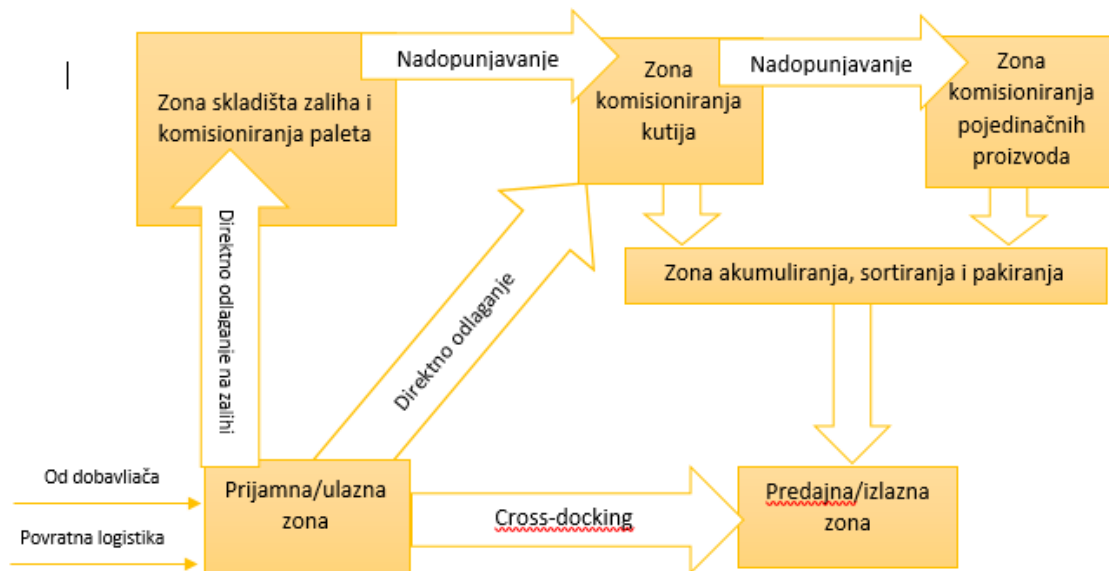 Zona skladišta zaliha i
komisioniranja paleta
Nadopunjavanje
Zona
komisioniranja
kutija
Nadopunjavanje
Zona
komisioniranja
pojedinačnih
proizvoda
Direktno odlaganje na zalihi
Direktno odlaganje
Zona akumuliranja, sortiranja i pakiranja
Od dobavliača
Povratna logistika
Prijamna/ulazna
zona
Cross-docking
Predajna/izlazna
zona